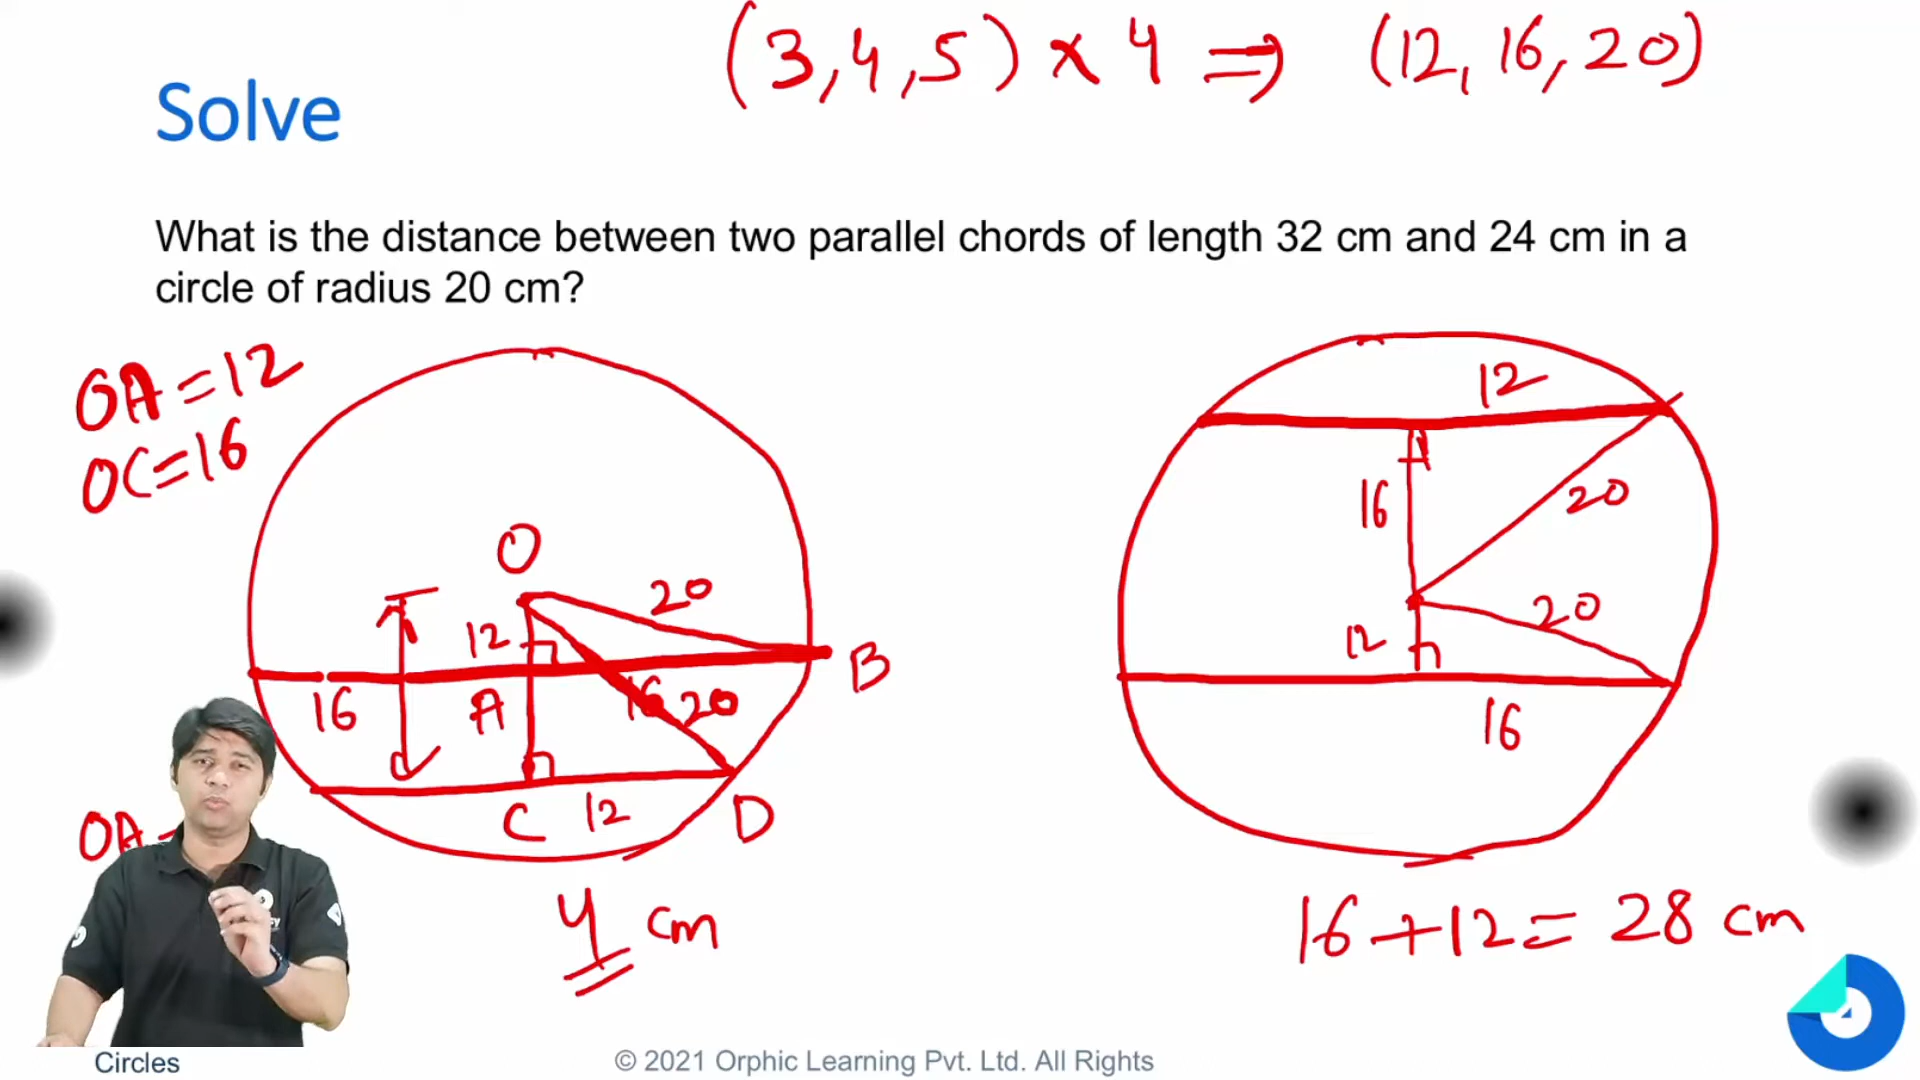 (3,4,5) × 4 ⇒ (12, 16, 20)
Solve
What is the distance between two parallel chords of length 32 cm and 24 cm in a
circle of radius 20 cm?
OA = 12
OC = 16
O
20
12
B
16
A
16
20
C
12
D
OA -
4 cm
12
A
16
20
20
12
16
16 + 12 = 28 cm
Circles
© 2021 Orphic Learning Pvt. Ltd. All Rights